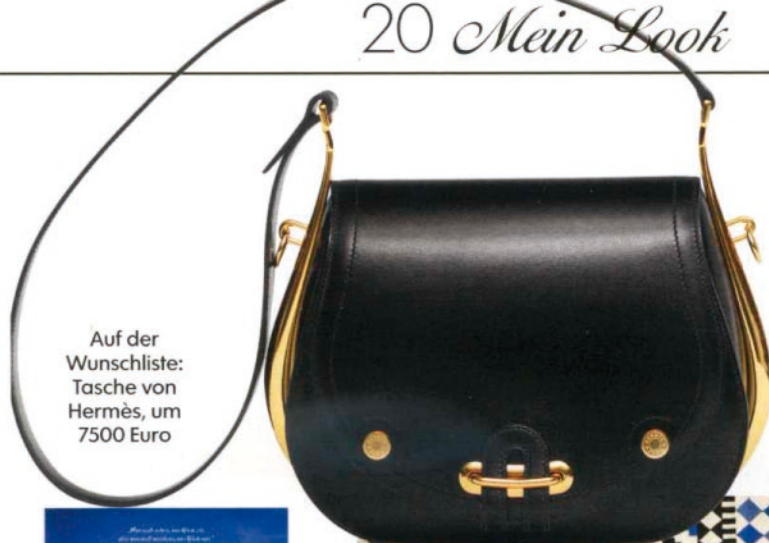 20 Mein Look
Auf der
Wunschliste:
Tasche von
Hermès, um
7500 Euro